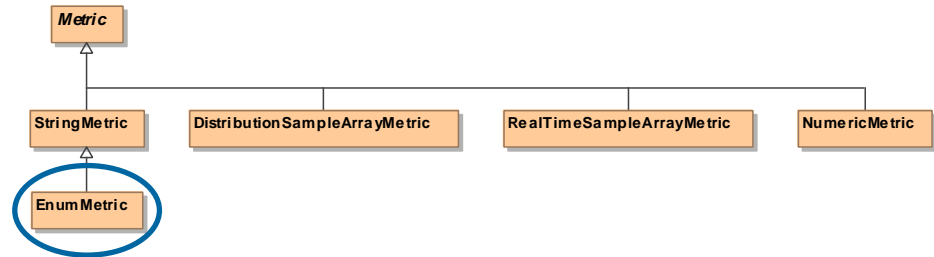 Metric
StringMetric
DistributionSampleArrayMetric
RealTimeSampleArrayMetric
NumericMetric
EnumMetric